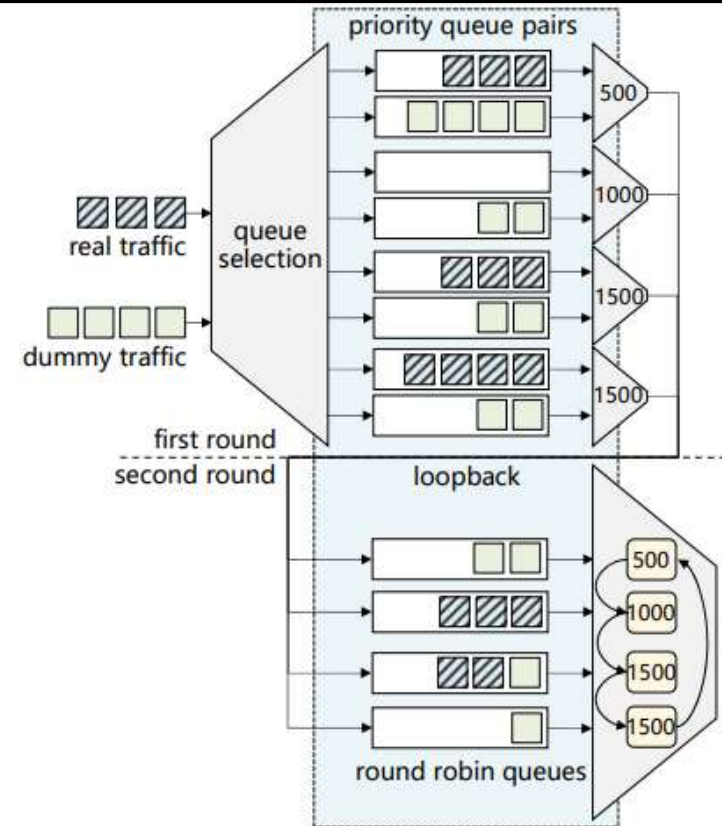 priority queue pairs
500
1000
real traffic
queue
selection
1500
dummy traffic
1500
first round
second round
loopback
500
1000
1500
1500
round robin queues